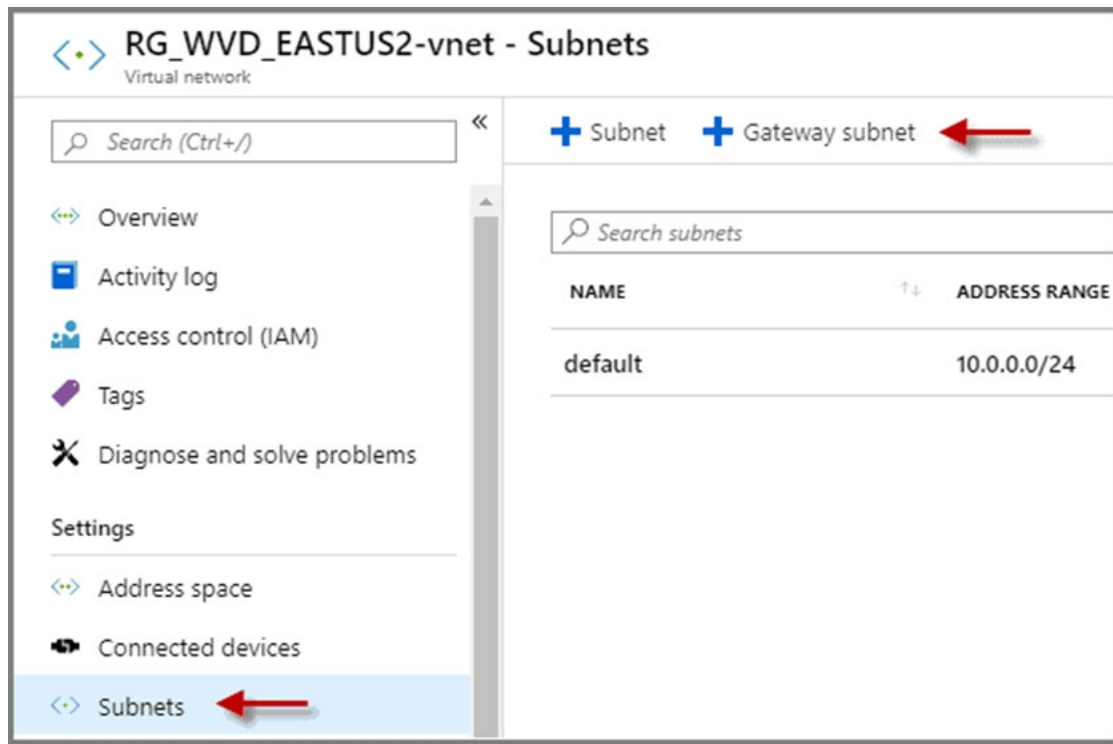 RG_WVD_EASTUS2-vnet - Subnets
Virtual network
Search (Ctrl+/)
«
Overview
Activity log
Access control (IAM)
Tags
Diagnose and solve problems
Settings
Address space
Connected devices
Subnets
+ Subnet + Gateway subnet
Search subnets
NAME ↑↓ ADDRESS RANGE
default 10.0.0.0/24